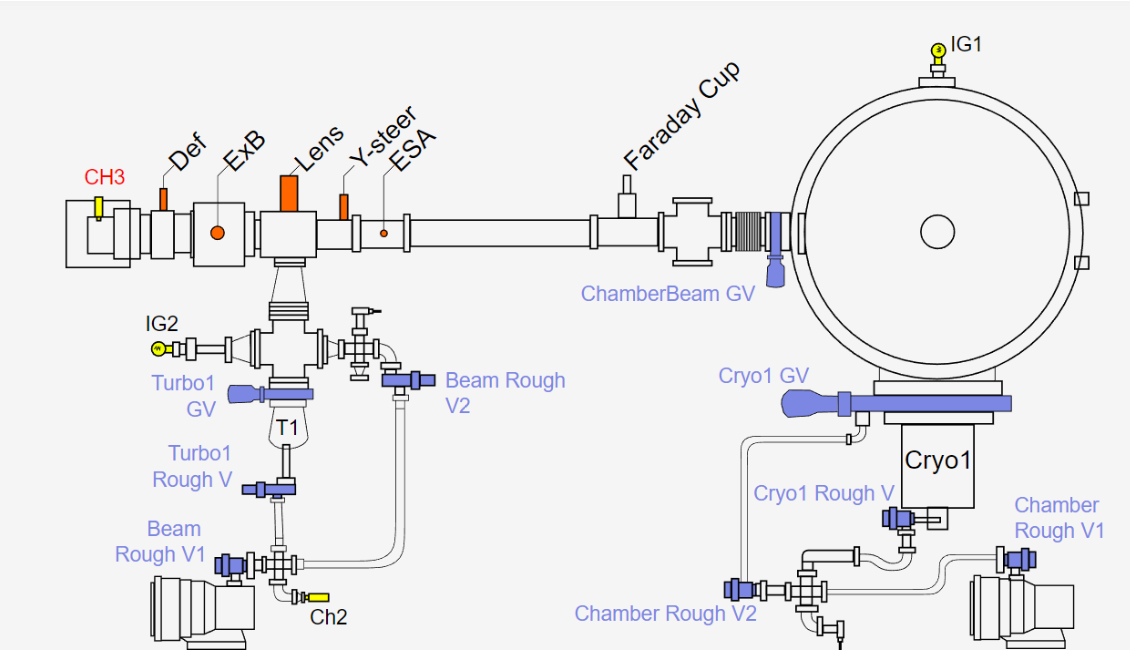 IG1
Faraday Cup
Def
ExB
Lens
Y-steer
ESA
CH3
ChamberBeam GV
IG2
Turbo1
GV
Beam Rough
V2
Cryo1 GV
T1
Turbo1
Rough V
Cryo1
Cryo1 Rough V
Chamber
Rough V1
Beam
Rough V1
Ch2
Chamber Rough V2